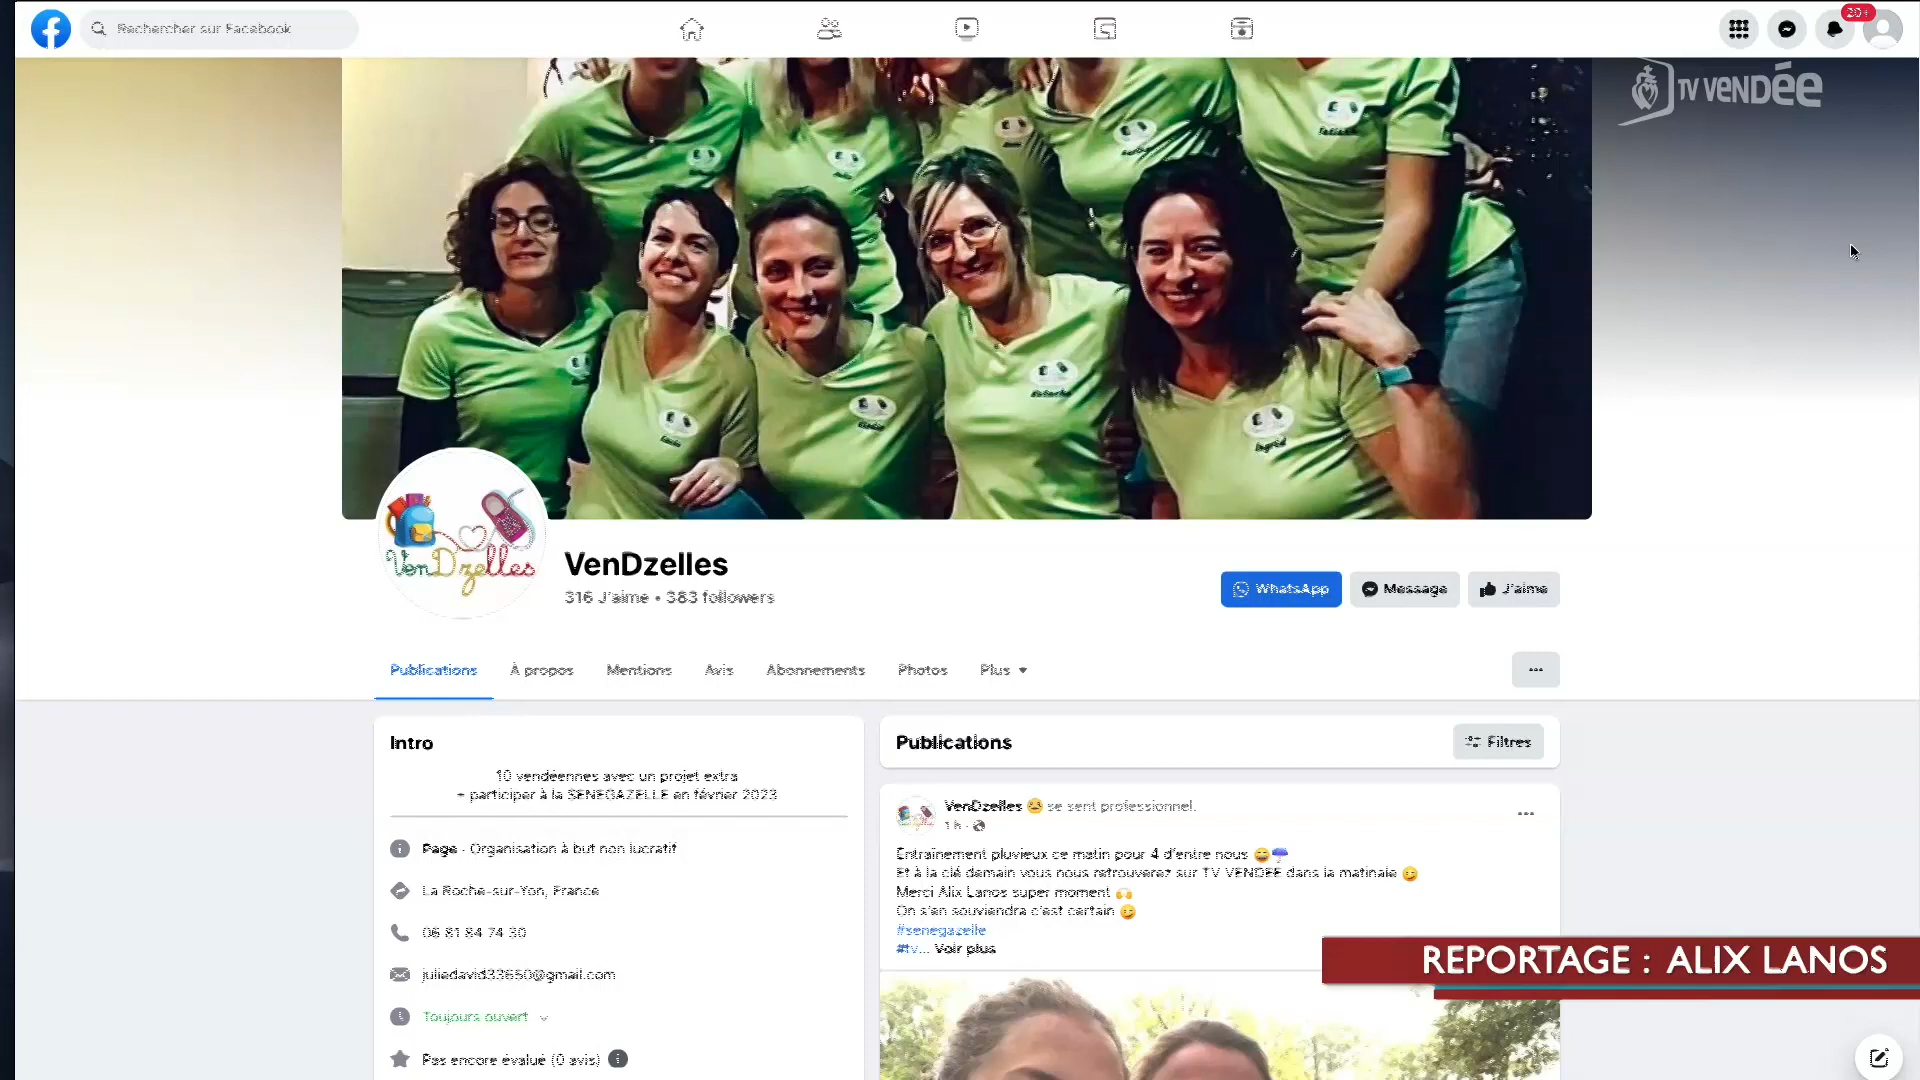 Rechercher sur Facebook
20+
TV VENDÉE
Ingrid
VenDzelles
VenDzelles
316 J'aime • 383 followers
WhatsApp
Message
J'aime
Publications
À propos
Mentions
Avis
Abonnements
Photos
Plus
Intro
10 vendéennes avec un projet extra
+ participer à la SENEGAZELLE en février 2023
Page · Organisation à but non lucratif
La Roche-sur-Yon, France
06 81 84 74 30
juliedavid33650@gmail.com
Toujours ouvert
Pas encore évalué (0 avis)
Publications
Filtres
VenDzelles 😆 se sent professionnel.
1 h ·
Entraînement pluvieux ce matin pour 4 d'entre nous 😄☔
Et à la clé demain vous nous retrouverez sur TV VENDEE dans la matinale 😏
Merci Alix Lanos super moment 🙌
On s'en souviendra c'est certain 😏
#senegazelle
#tv... Voir plus
REPORTAGE : ALIX LANOS